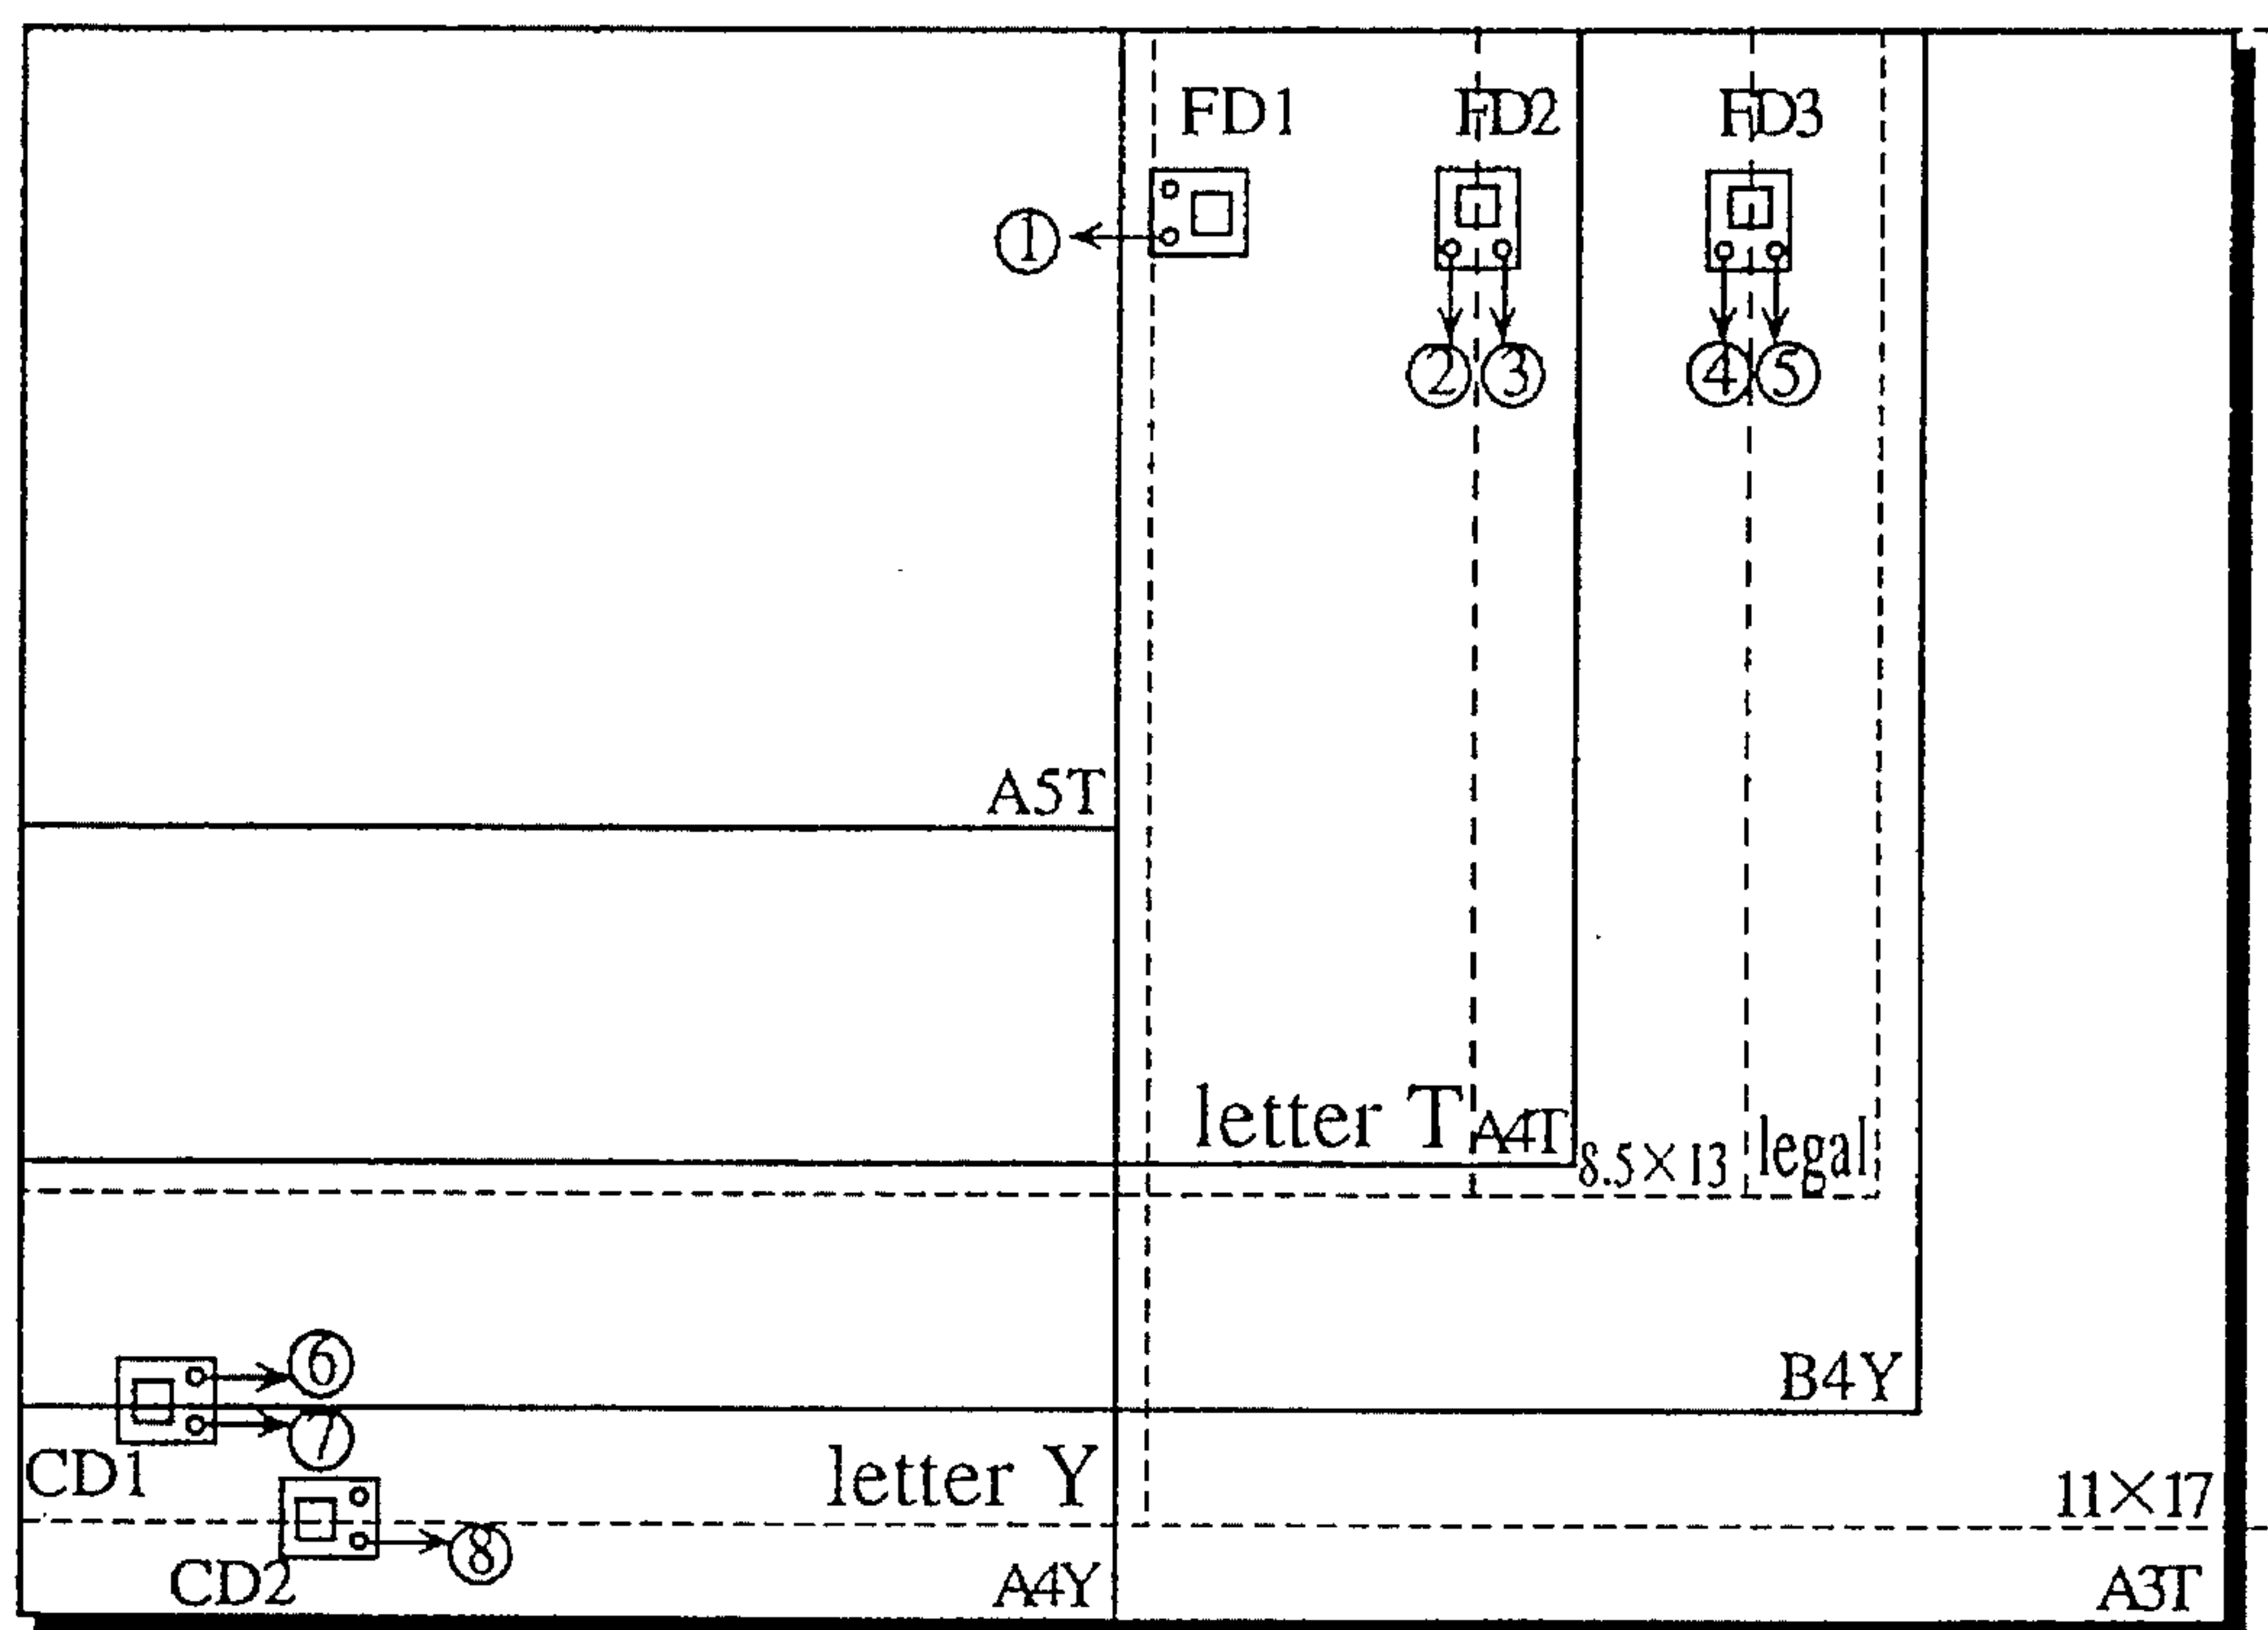 FD1 FD2 FD3
①
② ③ ④ ⑤
A5T
letter T A4T 8.5×13 legal
⑥
B4Y
⑦
CD1 letter Y 11×17
⑧
CD2 A4Y A3T